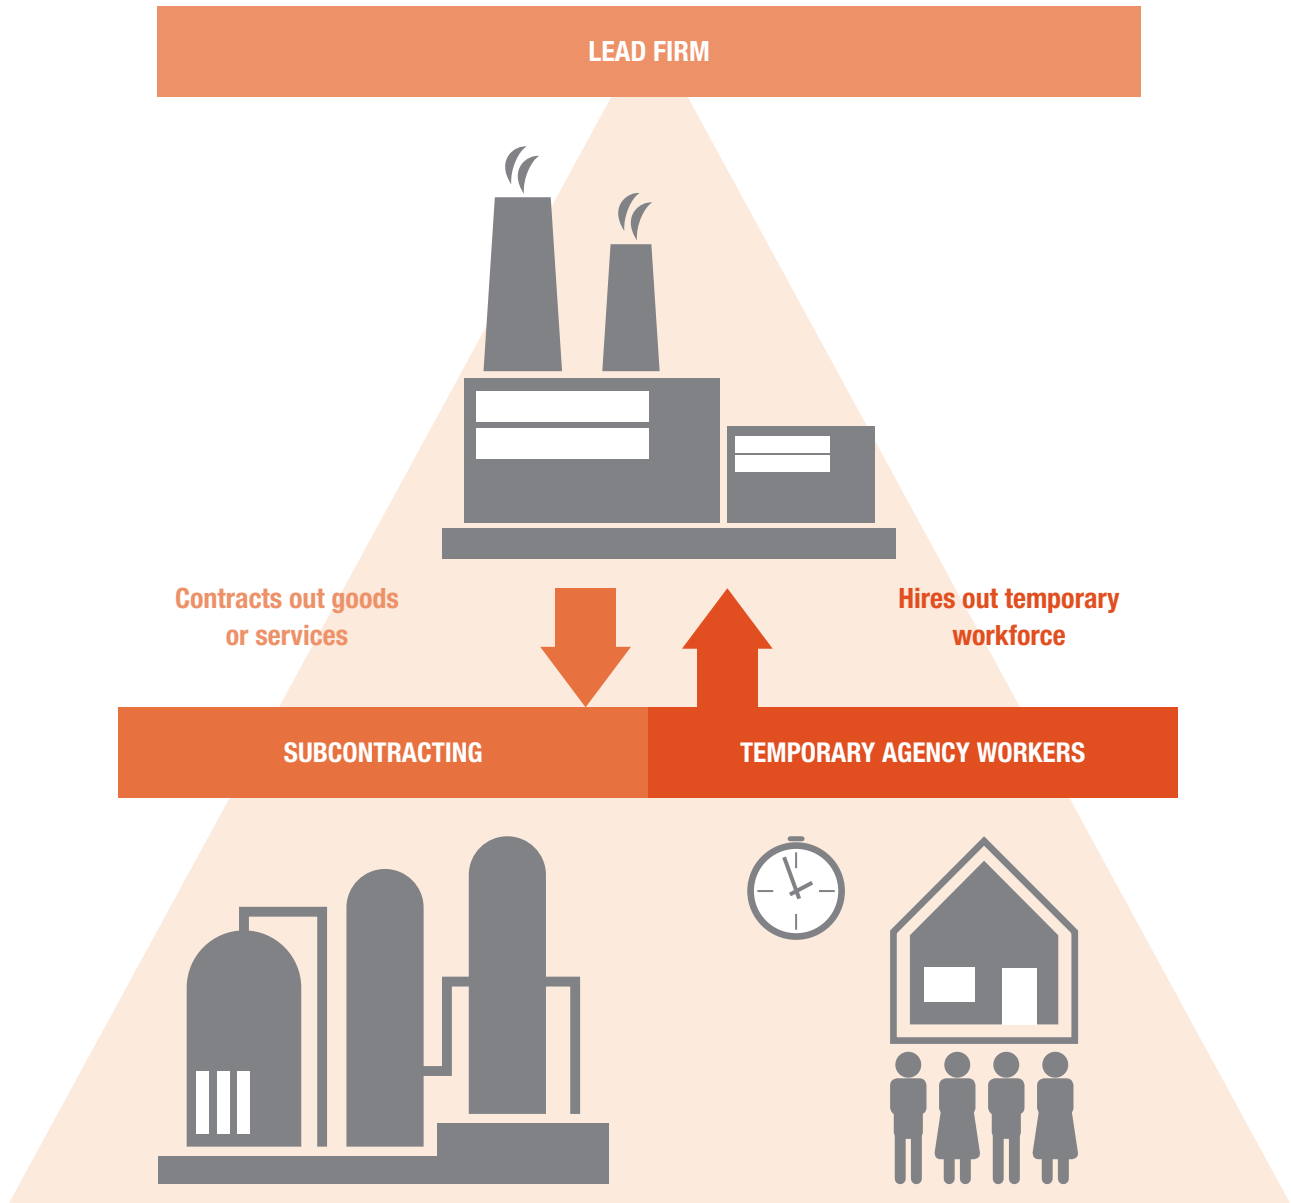 LEAD FIRM
Contracts out goods
or services
Hires out temporary
workforce
SUBCONTRACTING
TEMPORARY AGENCY WORKERS